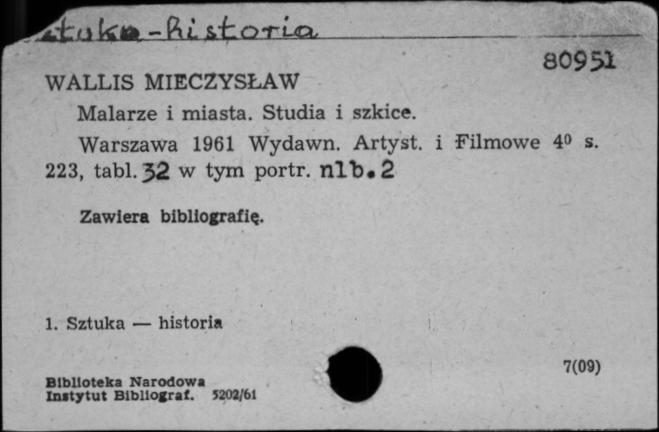 sztuka - historia
80951
WALLIS MIECZYSŁAW
Malarze i miasta. Studia i szkice.
Warszawa 1961 Wydawn. Artyst. i Filmowe 4⁰ s.
223, tabl. 32 w tym portr. nlb. 2
Zawiera bibliografię.
1. Sztuka — historia
7(09)
Biblioteka Narodowa
Instytut Bibliograf. 5202/61